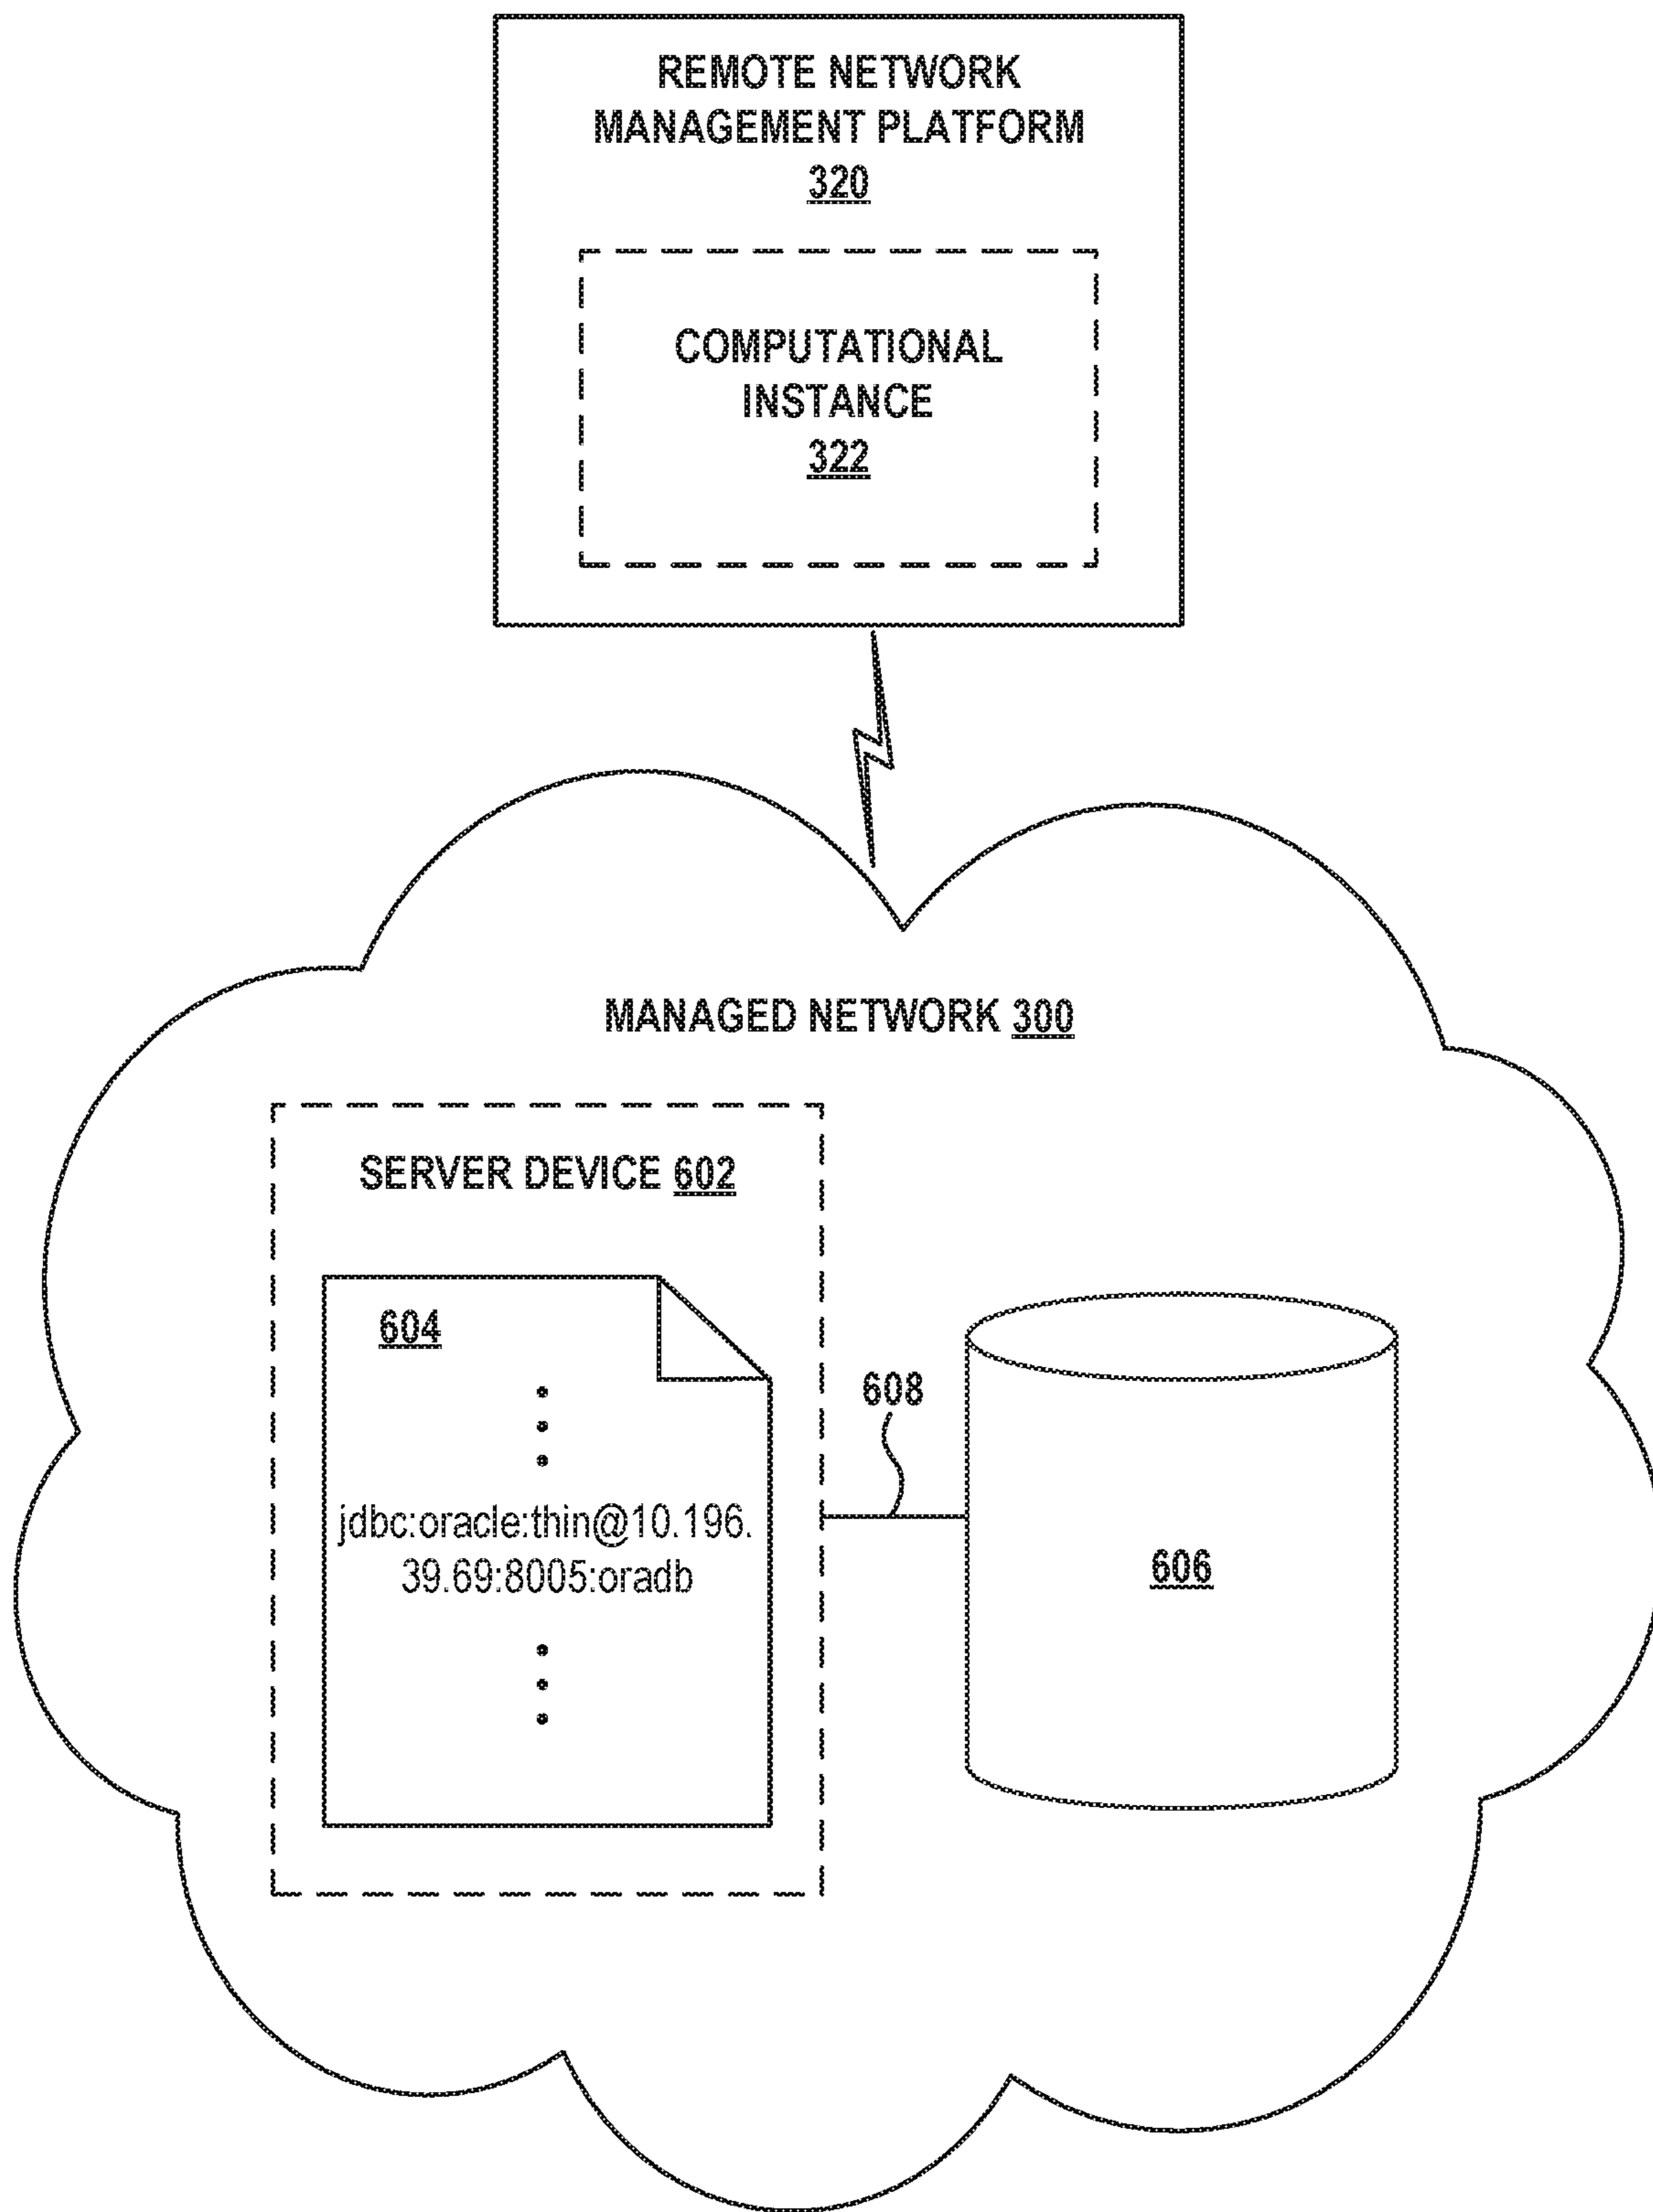 REMOTE NETWORK
MANAGEMENT PLATFORM
320
COMPUTATIONAL
INSTANCE
322
MANAGED NETWORK 300
SERVER DEVICE 602
604
jdbc:oracle:thin@10.196.
39.69:8005:oradb
608
606